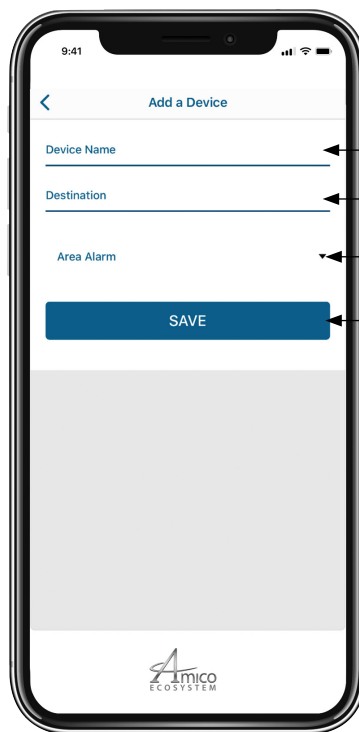 9:41
Add a Device
Device Name
Destination
Area Alarm
SAVE
Amico
ECOSYSTEM